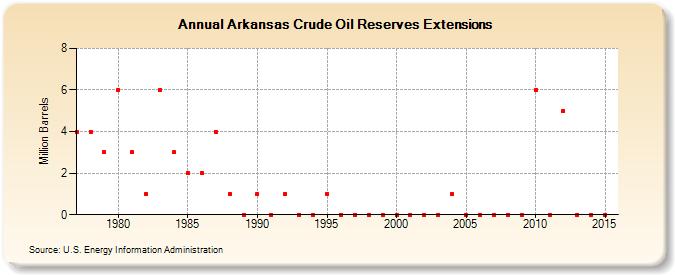 Annual Arkansas Crude Oil Reserves Extensions
Million Barrels
8
6
4
2
0
1980 1985 1990 1995 2000 2005 2010 2015
Source: U.S. Energy Information Administration